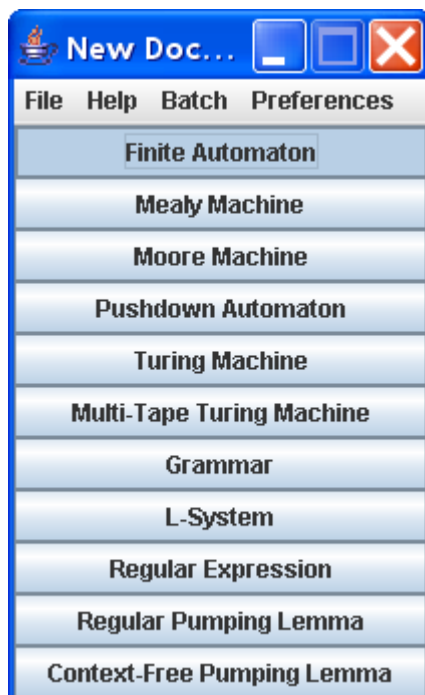 New Doc...
File Help Batch Preferences
Finite Automaton
Mealy Machine
Moore Machine
Pushdown Automaton
Turing Machine
Multi-Tape Turing Machine
Grammar
L-System
Regular Expression
Regular Pumping Lemma
Context-Free Pumping Lemma